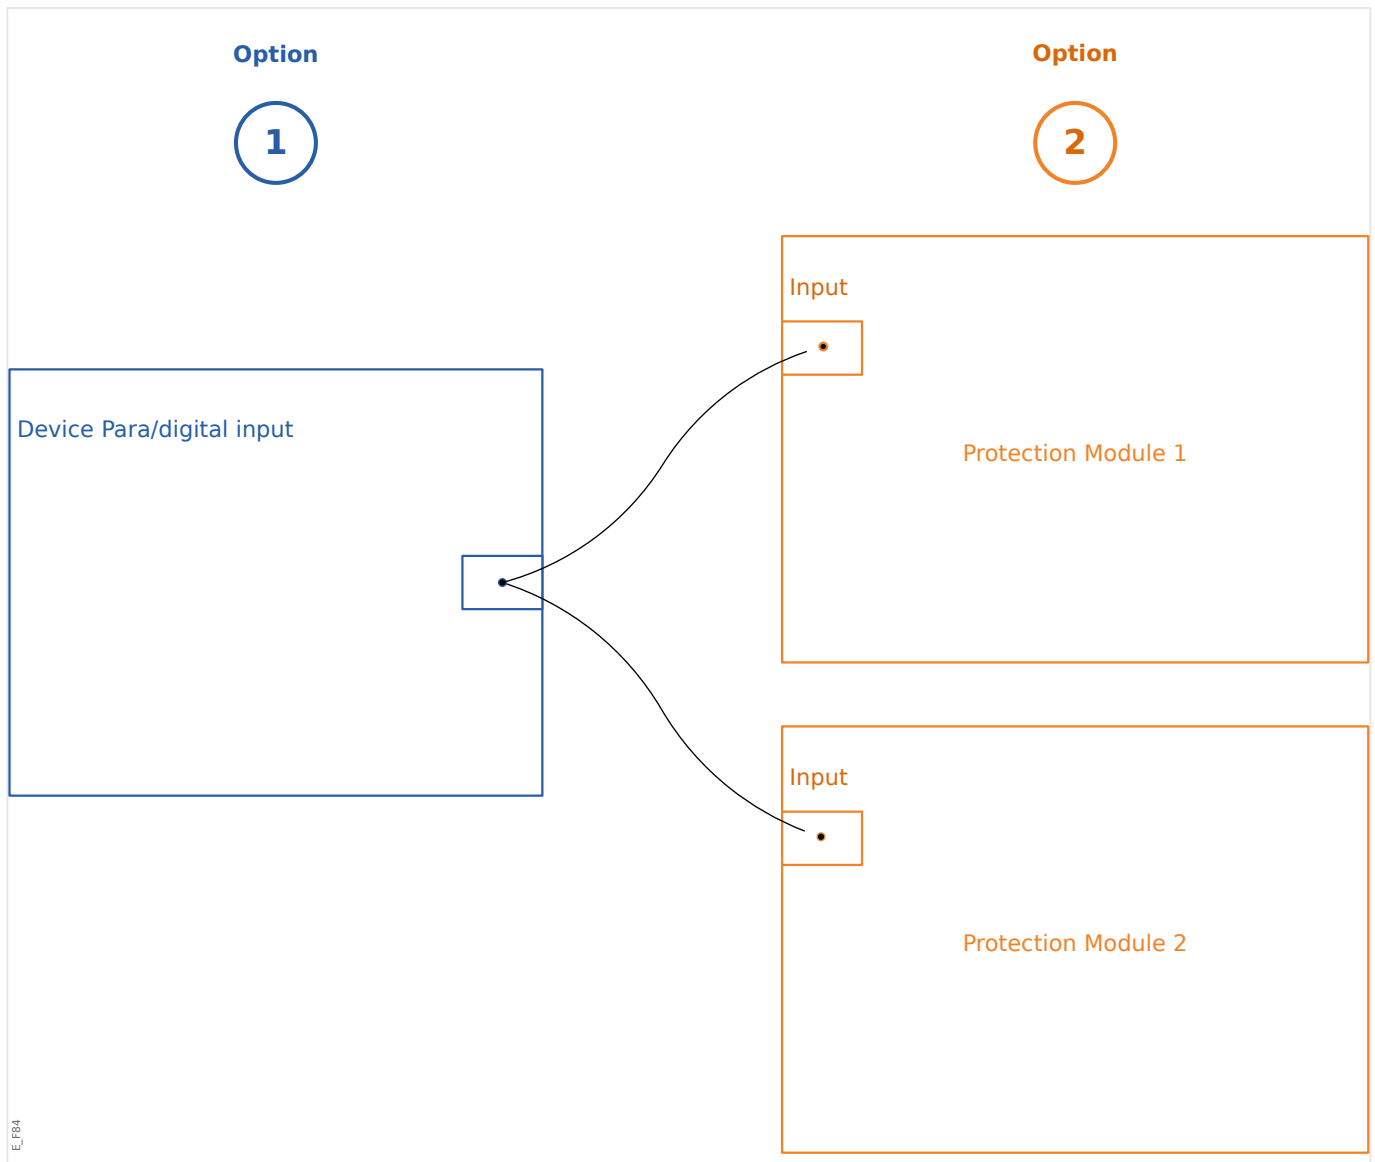 Option
1
Option
2
Device Para/digital input
Input
Protection Module 1
Input
Protection Module 2
E_F84